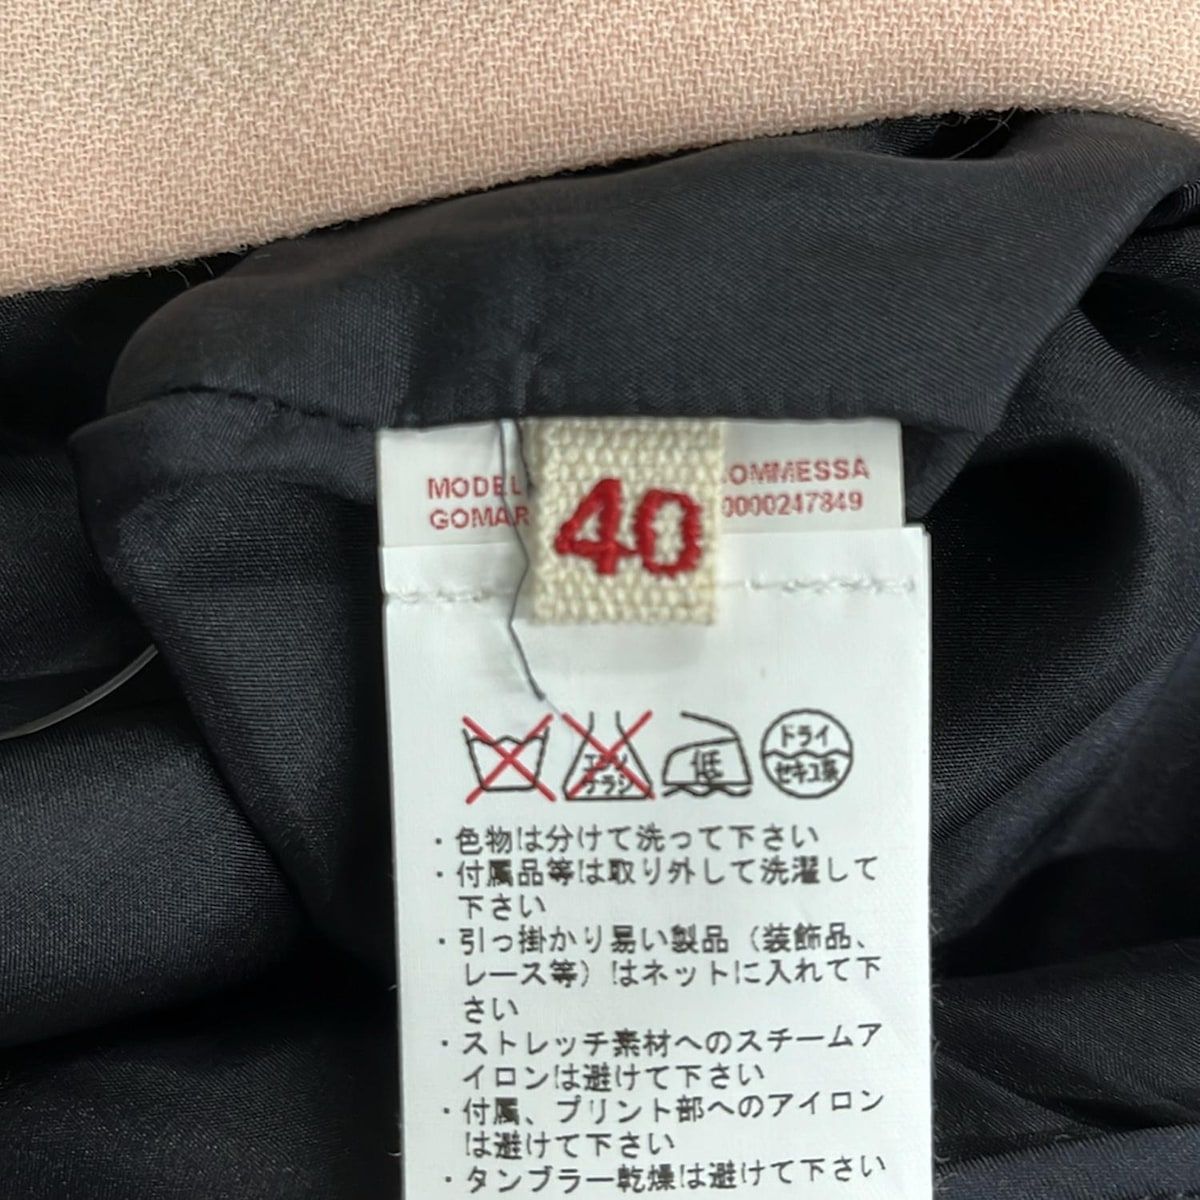 MODEL
COMMESSA
GOMAR
0000247849
40
エンソ
サラシ
低
ドライ
セキユ系
・色物は分けて洗って下さい
・付属品等は取り外して洗濯して
下さい
・引っ掛かり易い製品（装飾品、
レース等）はネットに入れて下
さい
・ストレッチ素材へのスチームア
イロンは避けて下さい
・付属、プリント部へのアイロン
は避けて下さい
・タンブラー乾燥は避けて下さい